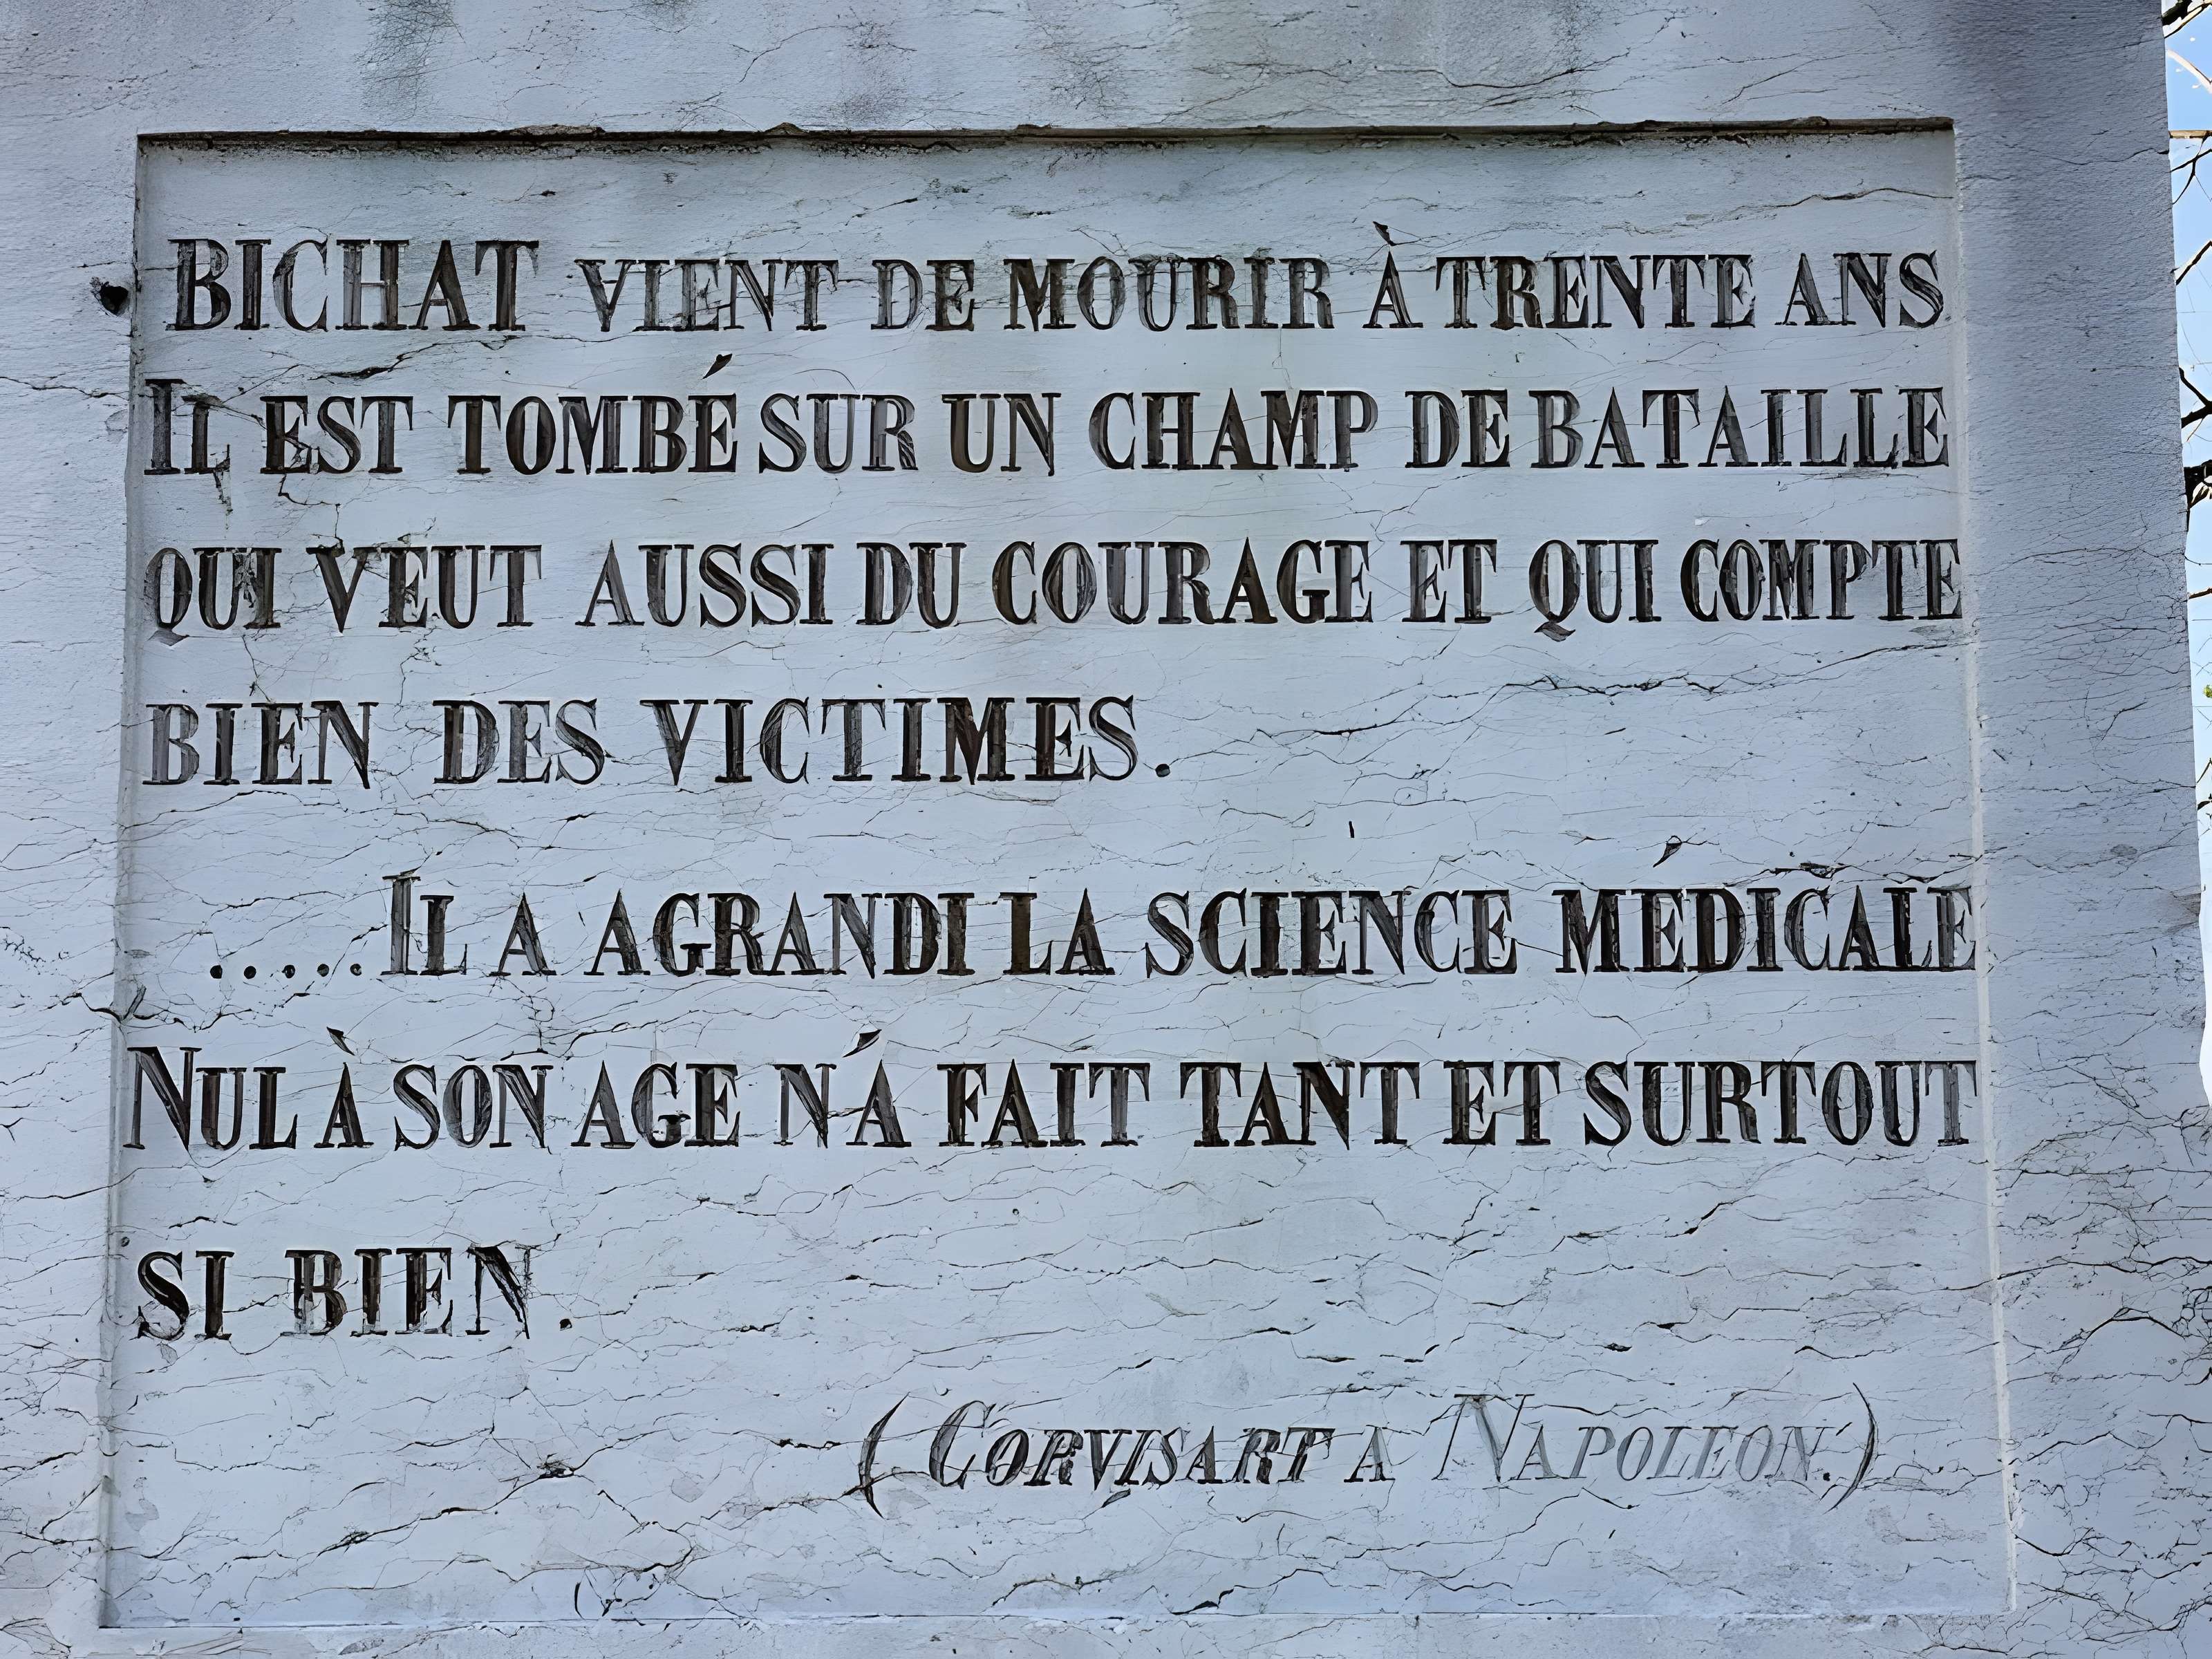 BICHAT VIENT DE MOURIR À TRENTE ANS
IL EST TOMBÉ SUR UN CHAMP DE BATAILLE
QUI VEUT AUSSI DU COURAGE ET QUI COMPTE
BIEN DES VICTIMES.
.....IL A AGRANDI LA SCIENCE MÉDICALE
NUL À SON AGE N'A FAIT TANT ET SURTOUT
SI BIEN.
(CORVISART A NAPOLEON.)